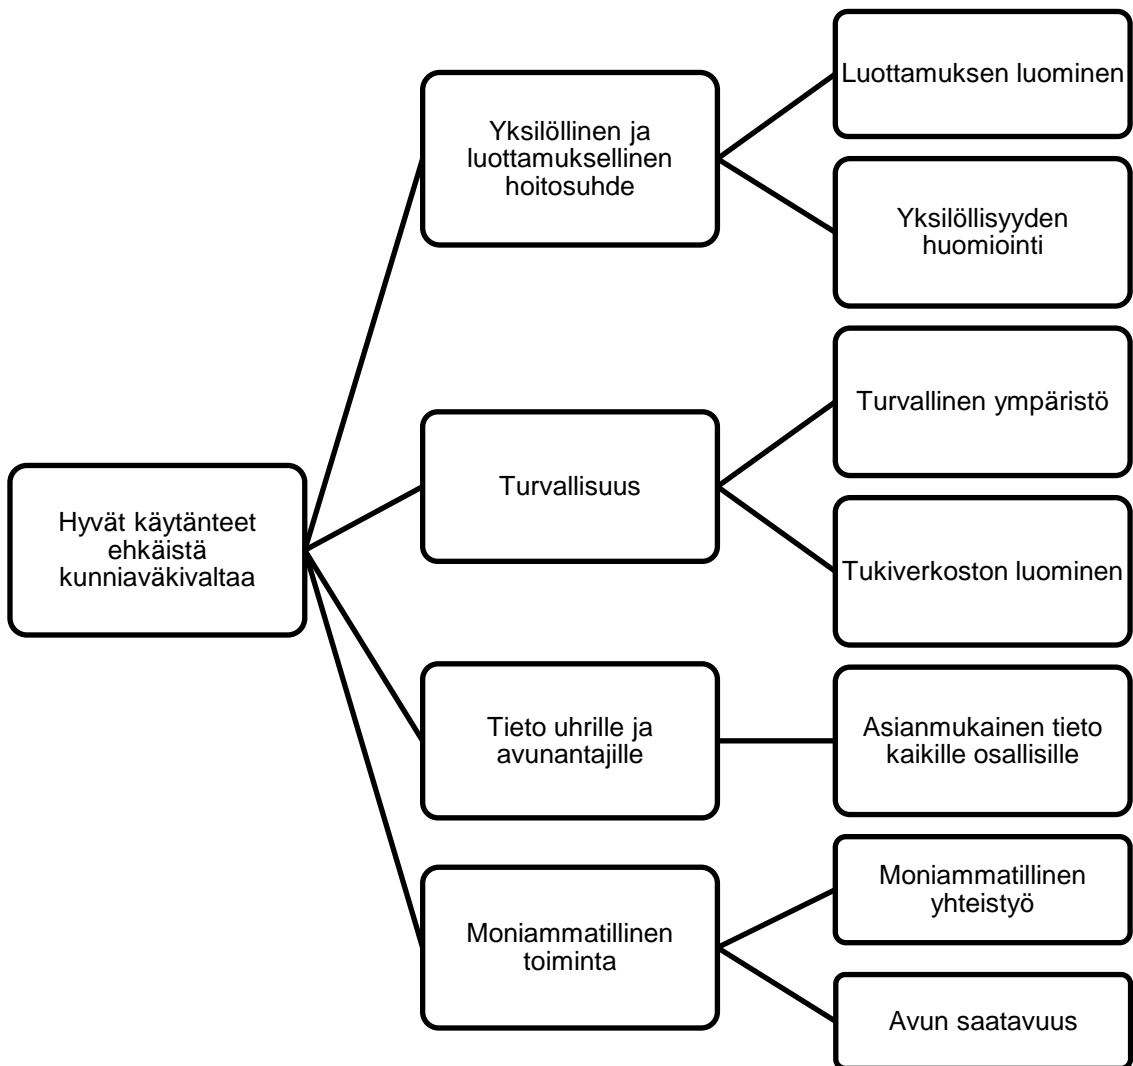 Hyvät käytänteet
ehkäistä
kunniaväkivaltaa
Yksilöllinen ja
luottamuksellinen
hoitosuhde
Luottamuksen luominen
Yksilöllisyyden
huomiointi
Turvallisuus
Turvallinen ympäristö
Tukiverkoston luominen
Tieto uhrille ja
avunantajille
Asianmukainen tieto
kaikille osallisille
Moniammatillinen
toiminta
Moniammatillinen
yhteistyö
Avun saatavuus